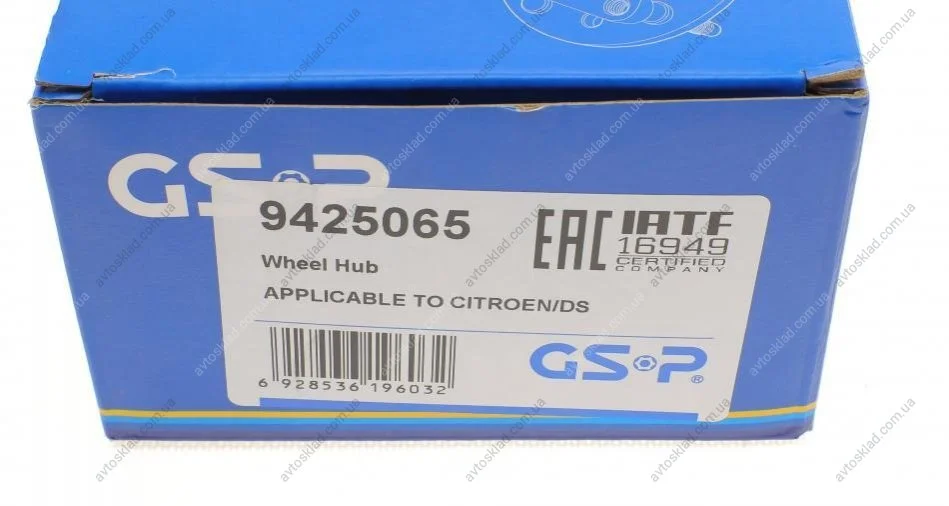 GSP
9425065
EAC
IATF
16949
CERTIFIED
COMPANY
Wheel Hub
APPLICABLE TO CITROEN/DS
6 928536 196032
GSP®
avtosklad.com.ua